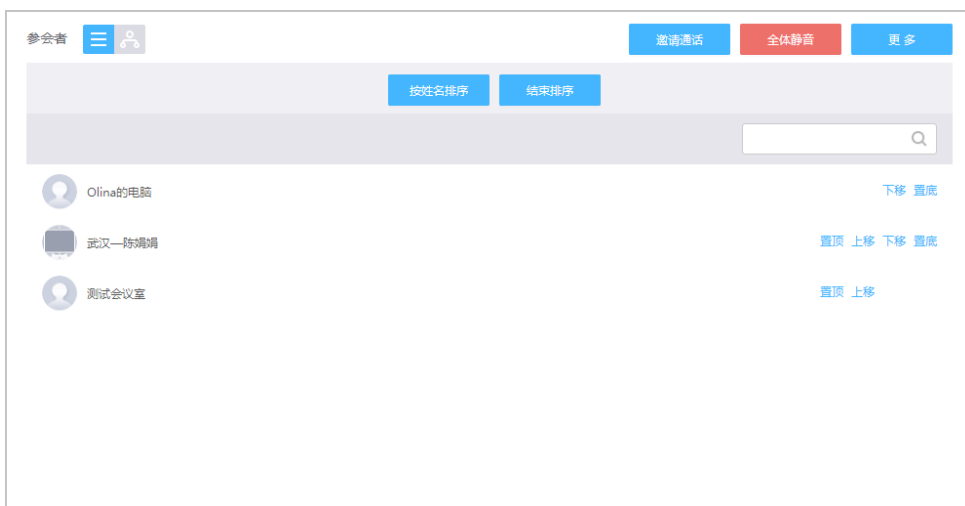 参会者 邀请通话 全体静音 更多
按姓名排序 结束排序
Olina的电脑 下移 置底
武汉—陈娟娟 置顶 上移 下移 置底
测试会议室 置顶 上移